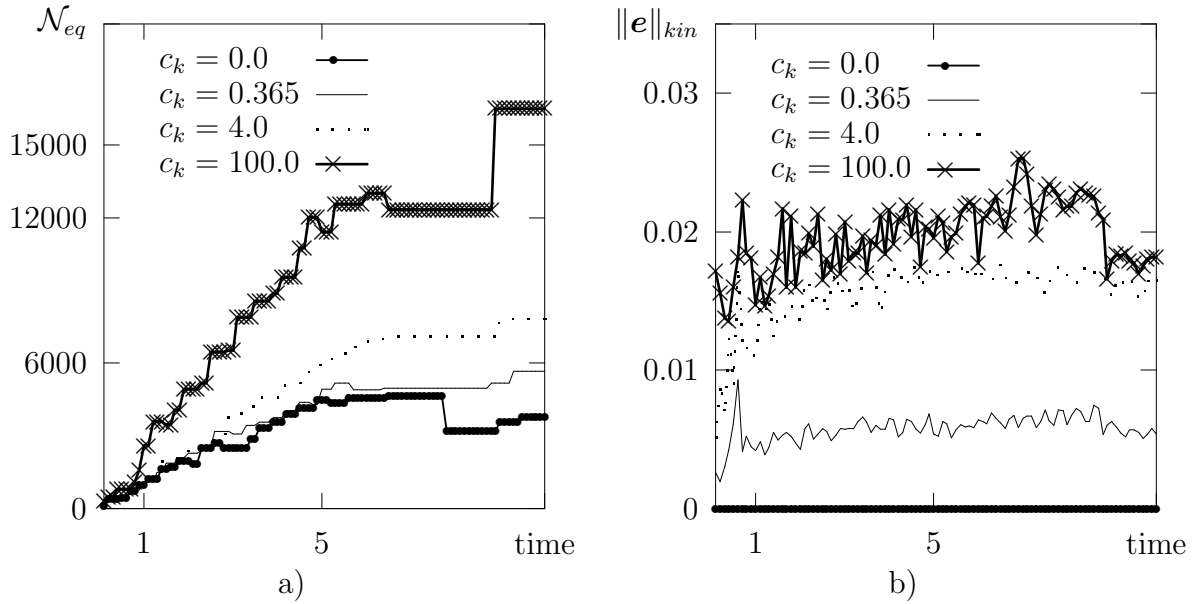 𝒩eq
c_k = 0.0
c_k = 0.365
c_k = 4.0
c_k = 100.0
15000
12000
6000
0
1
5
time
a)
‖e‖kin
c_k = 0.0
c_k = 0.365
c_k = 4.0
c_k = 100.0
0.03
0.02
0.01
0
1
5
time
b)